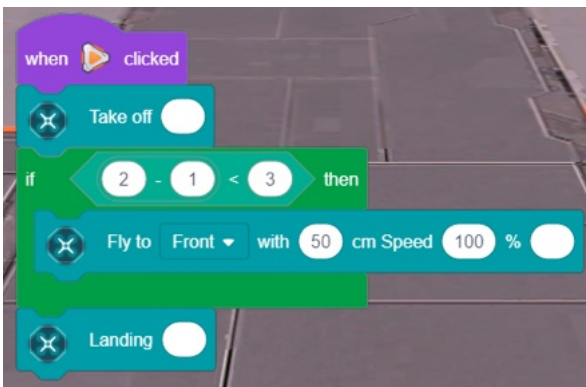 when clicked
Take off
if 2 - 1 < 3 then
Fly to Front with 50 cm Speed 100 %
Landing